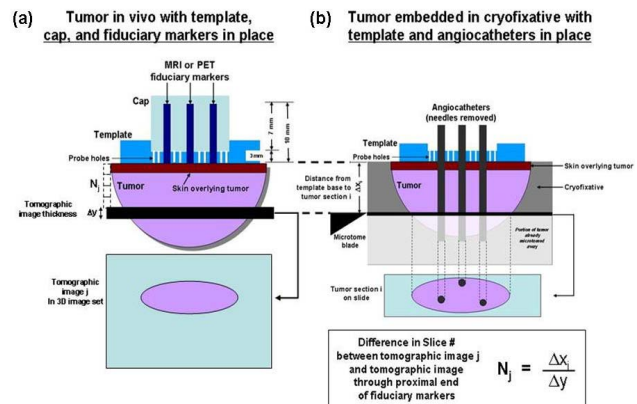 (a)
Tumor in vivo with template,
cap, and fiduciary markers in place
MRI or PET
fiduciary markers
Cap
Template
Probe holes
7 mm
10 mm
3mm
Nj
Tumor
Skin overlying tumor
Tomographic
image thickness
Δy
Tomographic
image j
In 3D image set
(b)
Tumor embedded in cryofixative with
template and angiocatheters in place
Angiocatheters
(needles removed)
Template
Probe holes
Skin overlying tumor
Distance from
template base to
tumor section i
Δxi
Tumor
Cryofixative
Microtome
blade
Portion of tumor
already
microtomed
away
Tumor section i
on slide
Difference in Slice #
between tomographic image j
and tomographic image
through proximal end
of fiduciary markers
Nj = Δxi
Δy